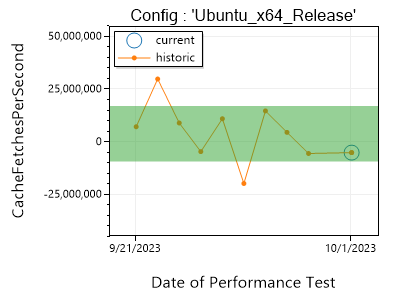 Config : 'Ubuntu_x64_Release'
50,000,000
current
historic
25,000,000
0
-25,000,000
CacheFetchesPerSecond
9/21/2023
10/1/2023
Date of Performance Test